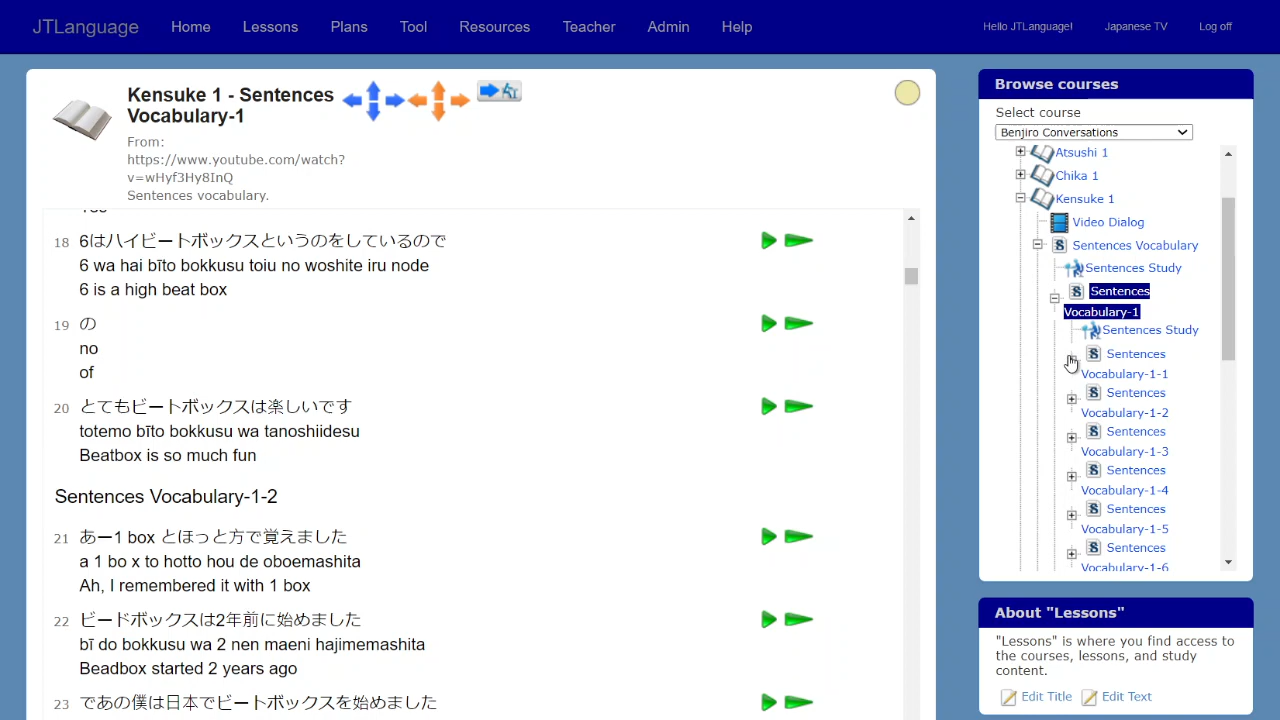 JTLanguage Home Lessons Plans Tool Resources Teacher Admin Help Hello JTLanguage! Japanese TV Log off
Kensuke 1 - Sentences
Vocabulary-1
From:
https://www.youtube.com/watch?
v=wHyf3Hy8InQ
Sentences vocabulary.
18 6はハイビートボックスというのをしているので
6 wa hai bīto bokkusu toiu no woshite iru node
6 is a high beat box
19 の
no
of
20 とてもビートボックスは楽しいです
totemo bīto bokkusu wa tanoshiidesu
Beatbox is so much fun
Sentences Vocabulary-1-2
21 あー1 box とほっと方で覚えました
a 1 bo x to hotto hou de oboemashita
Ah, I remembered it with 1 box
22 ビードボックスは2年前に始めました
bī do bokkusu wa 2 nen maeni hajimemashita
Beadbox started 2 years ago
23 であの僕は日本でビートボックスを始めました
Browse courses
Select course
Benjiro Conversations
Atsushi 1
Chika 1
Kensuke 1
Video Dialog
Sentences Vocabulary
Sentences Study
Sentences
Vocabulary-1
Sentences Study
Sentences
Vocabulary-1-1
Sentences
Vocabulary-1-2
Sentences
Vocabulary-1-3
Sentences
Vocabulary-1-4
Sentences
Vocabulary-1-5
Sentences
Vocabulary-1-6
About "Lessons"
"Lessons" is where you find access to
the courses, lessons, and study
content.
Edit Title Edit Text